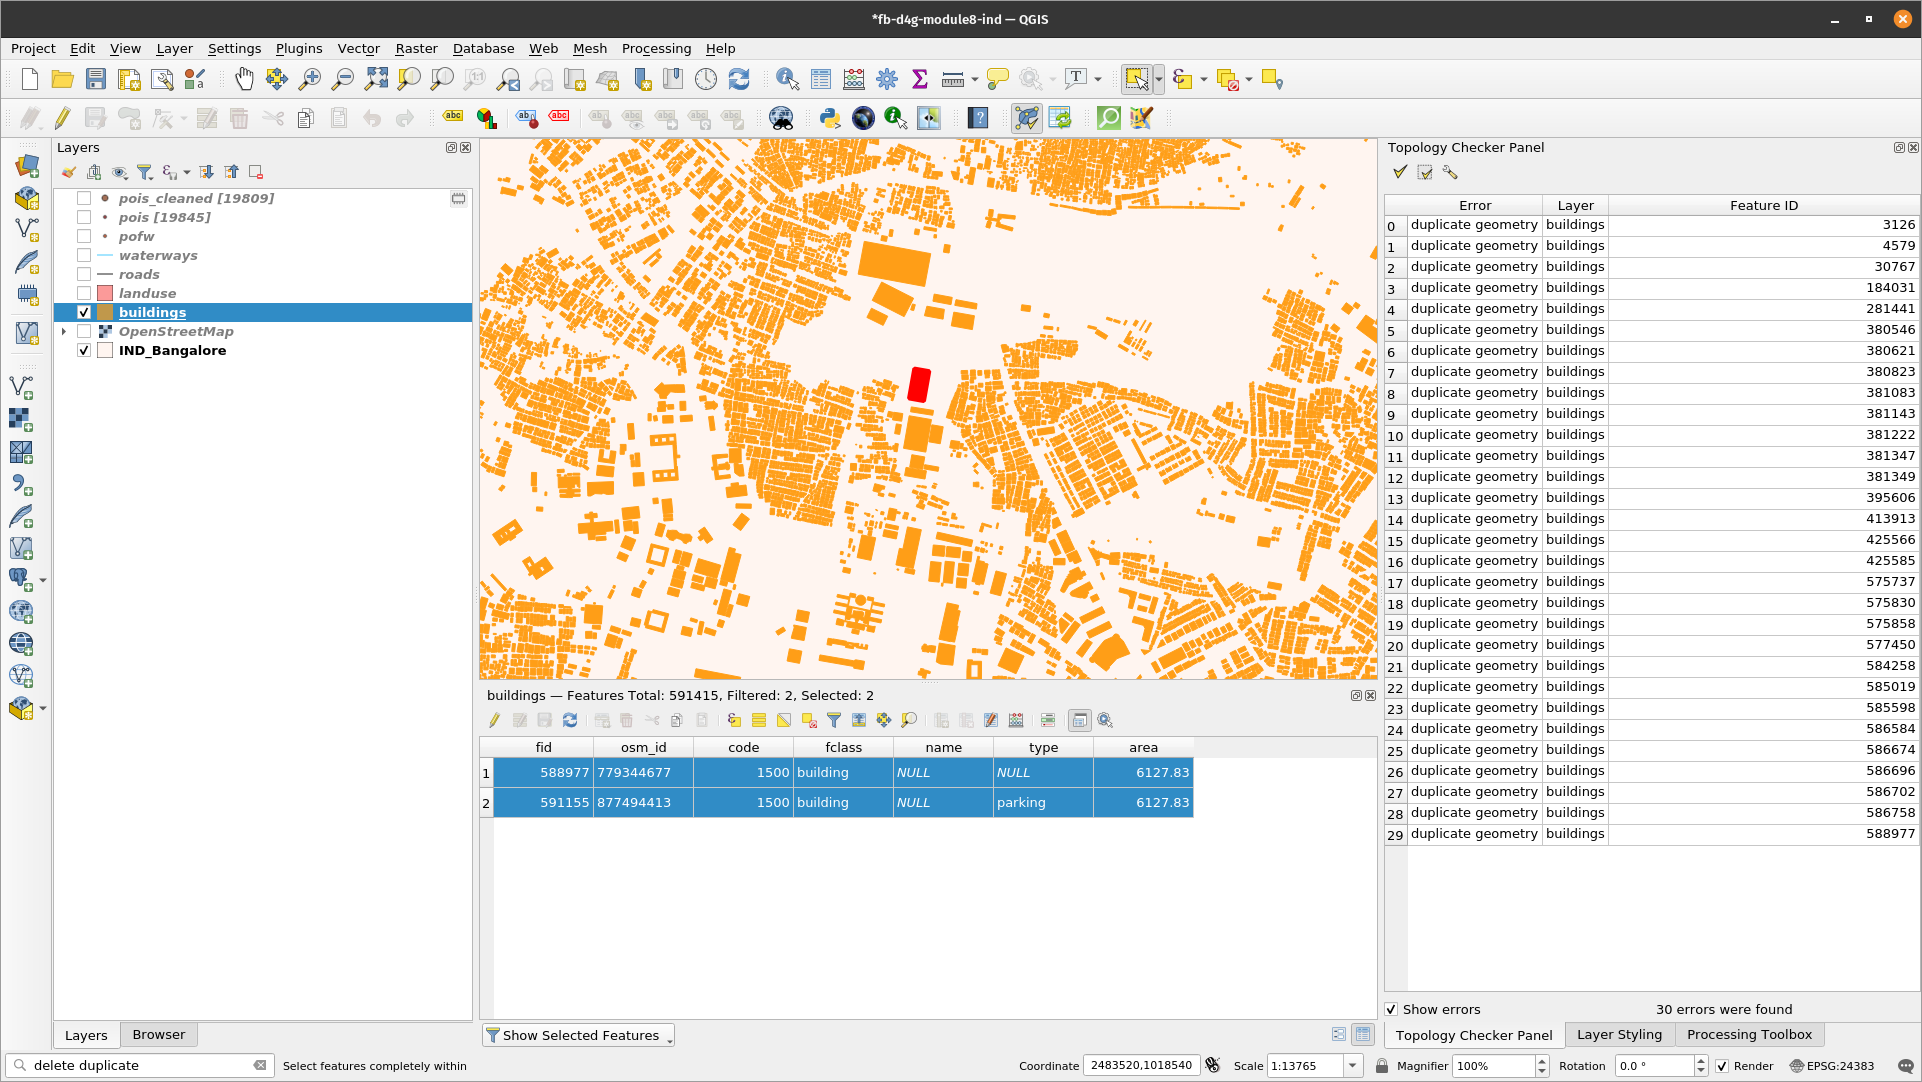 *fb-d4g-module8-ind — QGIS
Project Edit View Layer Settings Plugins Vector Raster Database Web Mesh Processing Help
Layers
pois_cleaned [19809]
pois [19845]
pofw
waterways
roads
landuse
buildings
OpenStreetMap
IND_Bangalore
Layers Browser
buildings — Features Total: 591415, Filtered: 2, Selected: 2
fid osm_id code fclass name type area
1 588977 779344677 1500 building NULL NULL 6127.83
2 591155 877494413 1500 building NULL parking 6127.83
Show Selected Features
Topology Checker Panel
Error Layer Feature ID
0 duplicate geometry buildings 3126
1 duplicate geometry buildings 4579
2 duplicate geometry buildings 30767
3 duplicate geometry buildings 184031
4 duplicate geometry buildings 281441
5 duplicate geometry buildings 380546
6 duplicate geometry buildings 380621
7 duplicate geometry buildings 380823
8 duplicate geometry buildings 381083
9 duplicate geometry buildings 381143
10 duplicate geometry buildings 381222
11 duplicate geometry buildings 381347
12 duplicate geometry buildings 381349
13 duplicate geometry buildings 395606
14 duplicate geometry buildings 413913
15 duplicate geometry buildings 425566
16 duplicate geometry buildings 425585
17 duplicate geometry buildings 575737
18 duplicate geometry buildings 575830
19 duplicate geometry buildings 575858
20 duplicate geometry buildings 577450
21 duplicate geometry buildings 584258
22 duplicate geometry buildings 585019
23 duplicate geometry buildings 585598
24 duplicate geometry buildings 586584
25 duplicate geometry buildings 586674
26 duplicate geometry buildings 586696
27 duplicate geometry buildings 586702
28 duplicate geometry buildings 586758
29 duplicate geometry buildings 588977
Show errors 30 errors were found
Topology Checker Panel Layer Styling Processing Toolbox
delete duplicate Select features completely within Coordinate 2483520,1018540 Scale 1:13765 Magnifier 100% Rotation 0.0 ° Render EPSG:24383